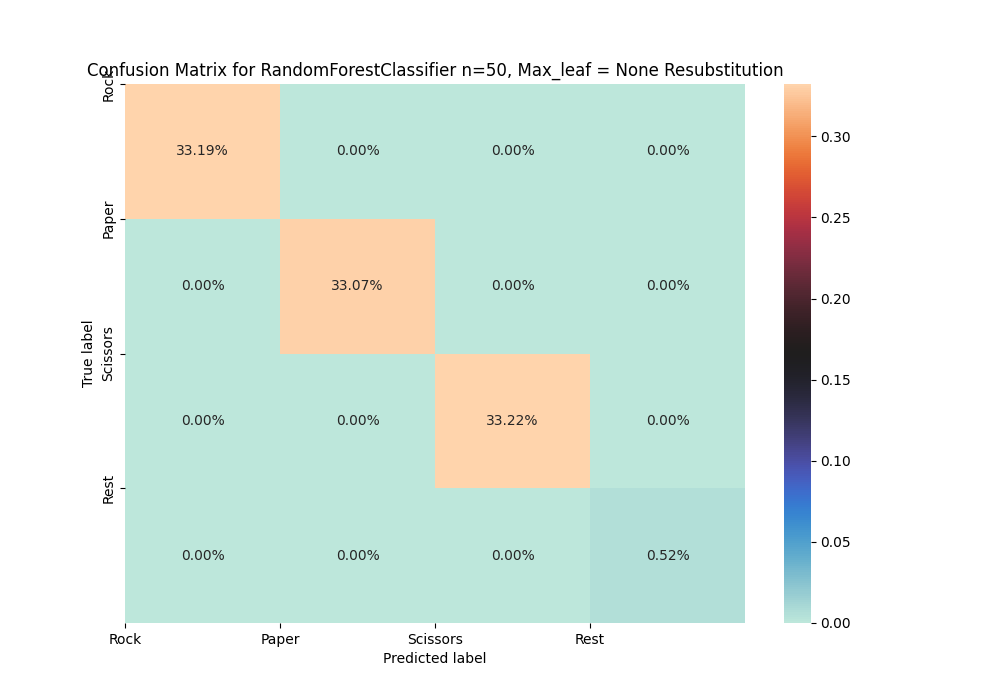 Confusion Matrix for RandomForestClassifier n=50, Max_leaf = None Resubstitution
True label
Rock
Paper
Scissors
Rest
33.19% 0.00% 0.00% 0.00%
0.00% 33.07% 0.00% 0.00%
0.00% 0.00% 33.22% 0.00%
0.00% 0.00% 0.00% 0.52%
Rock Paper Scissors Rest
Predicted label
0.30
0.25
0.20
0.15
0.10
0.05
0.00